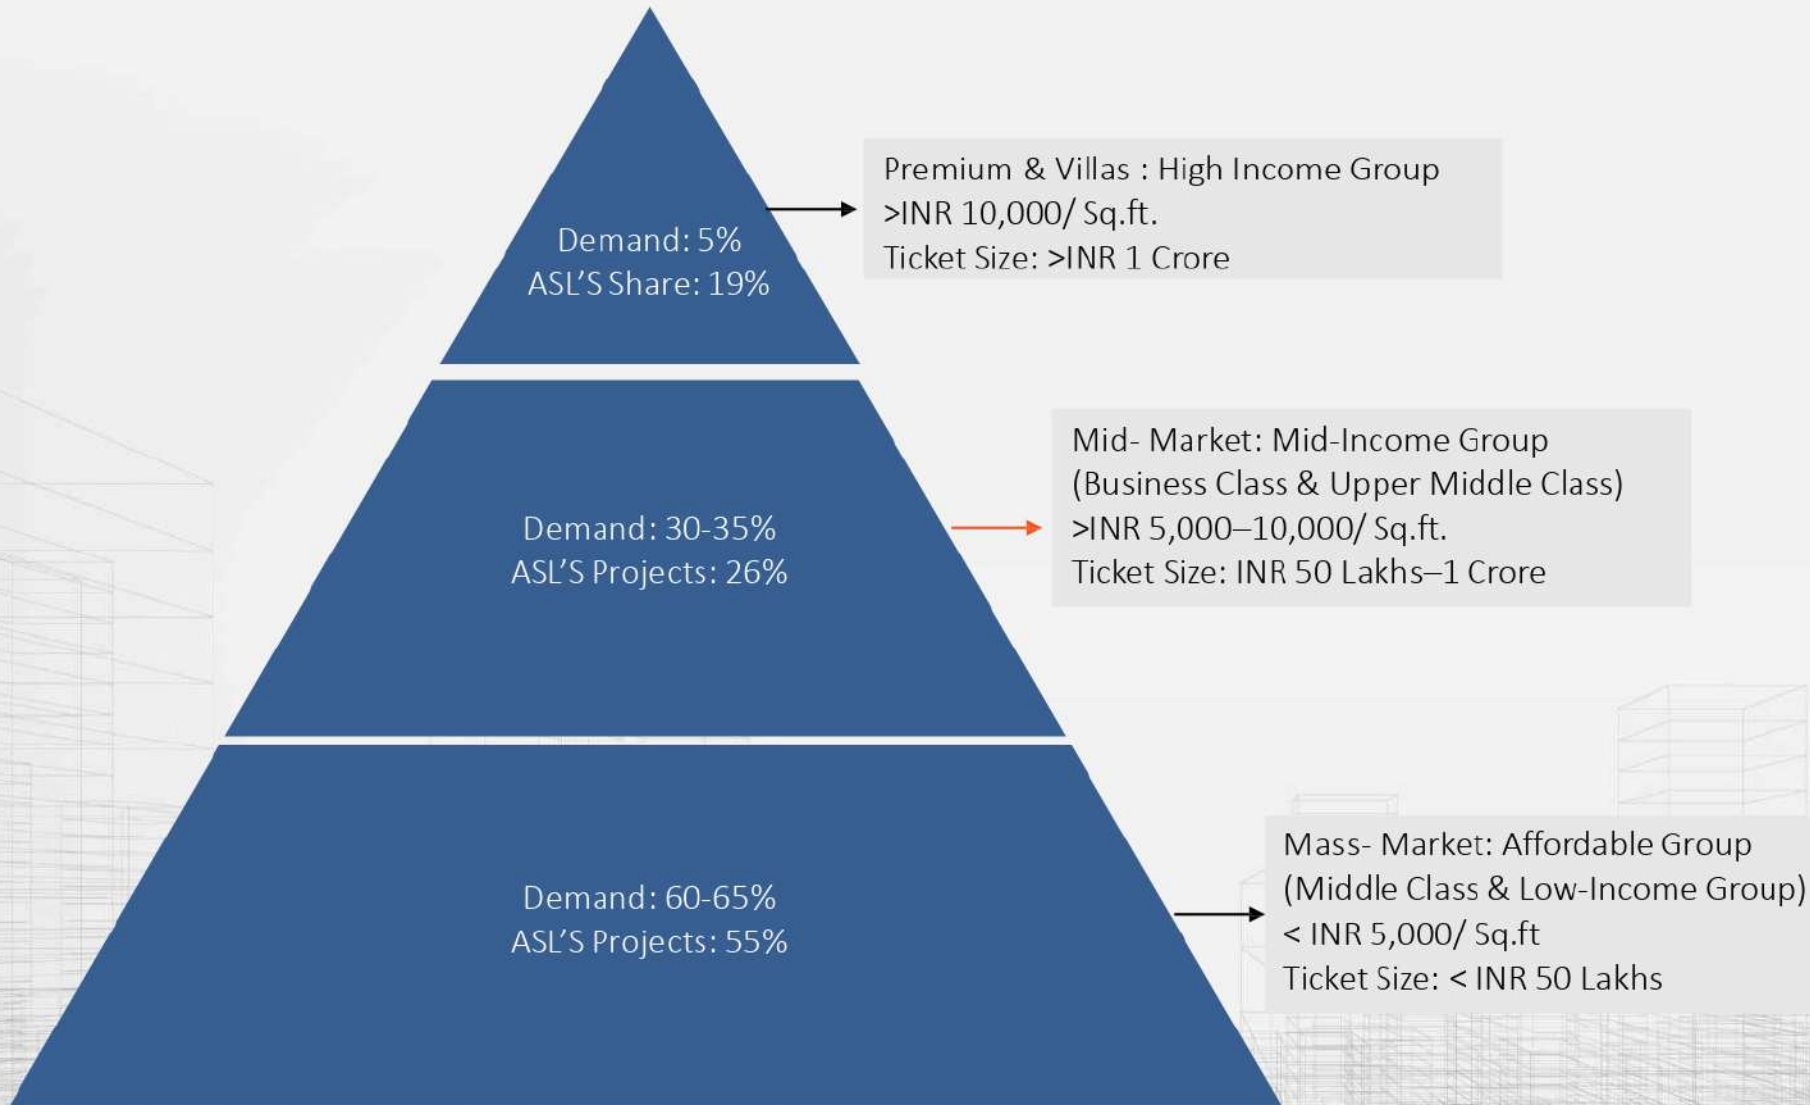 Demand: 5%
ASL'S Share: 19%
Premium & Villas : High Income Group
>INR 10,000/ Sq.ft.
Ticket Size: >INR 1 Crore
Demand: 30-35%
ASL'S Projects: 26%
Mid- Market: Mid-Income Group
(Business Class & Upper Middle Class)
>INR 5,000–10,000/ Sq.ft.
Ticket Size: INR 50 Lakhs–1 Crore
Demand: 60-65%
ASL'S Projects: 55%
Mass- Market: Affordable Group
(Middle Class & Low-Income Group)
< INR 5,000/ Sq.ft
Ticket Size: < INR 50 Lakhs